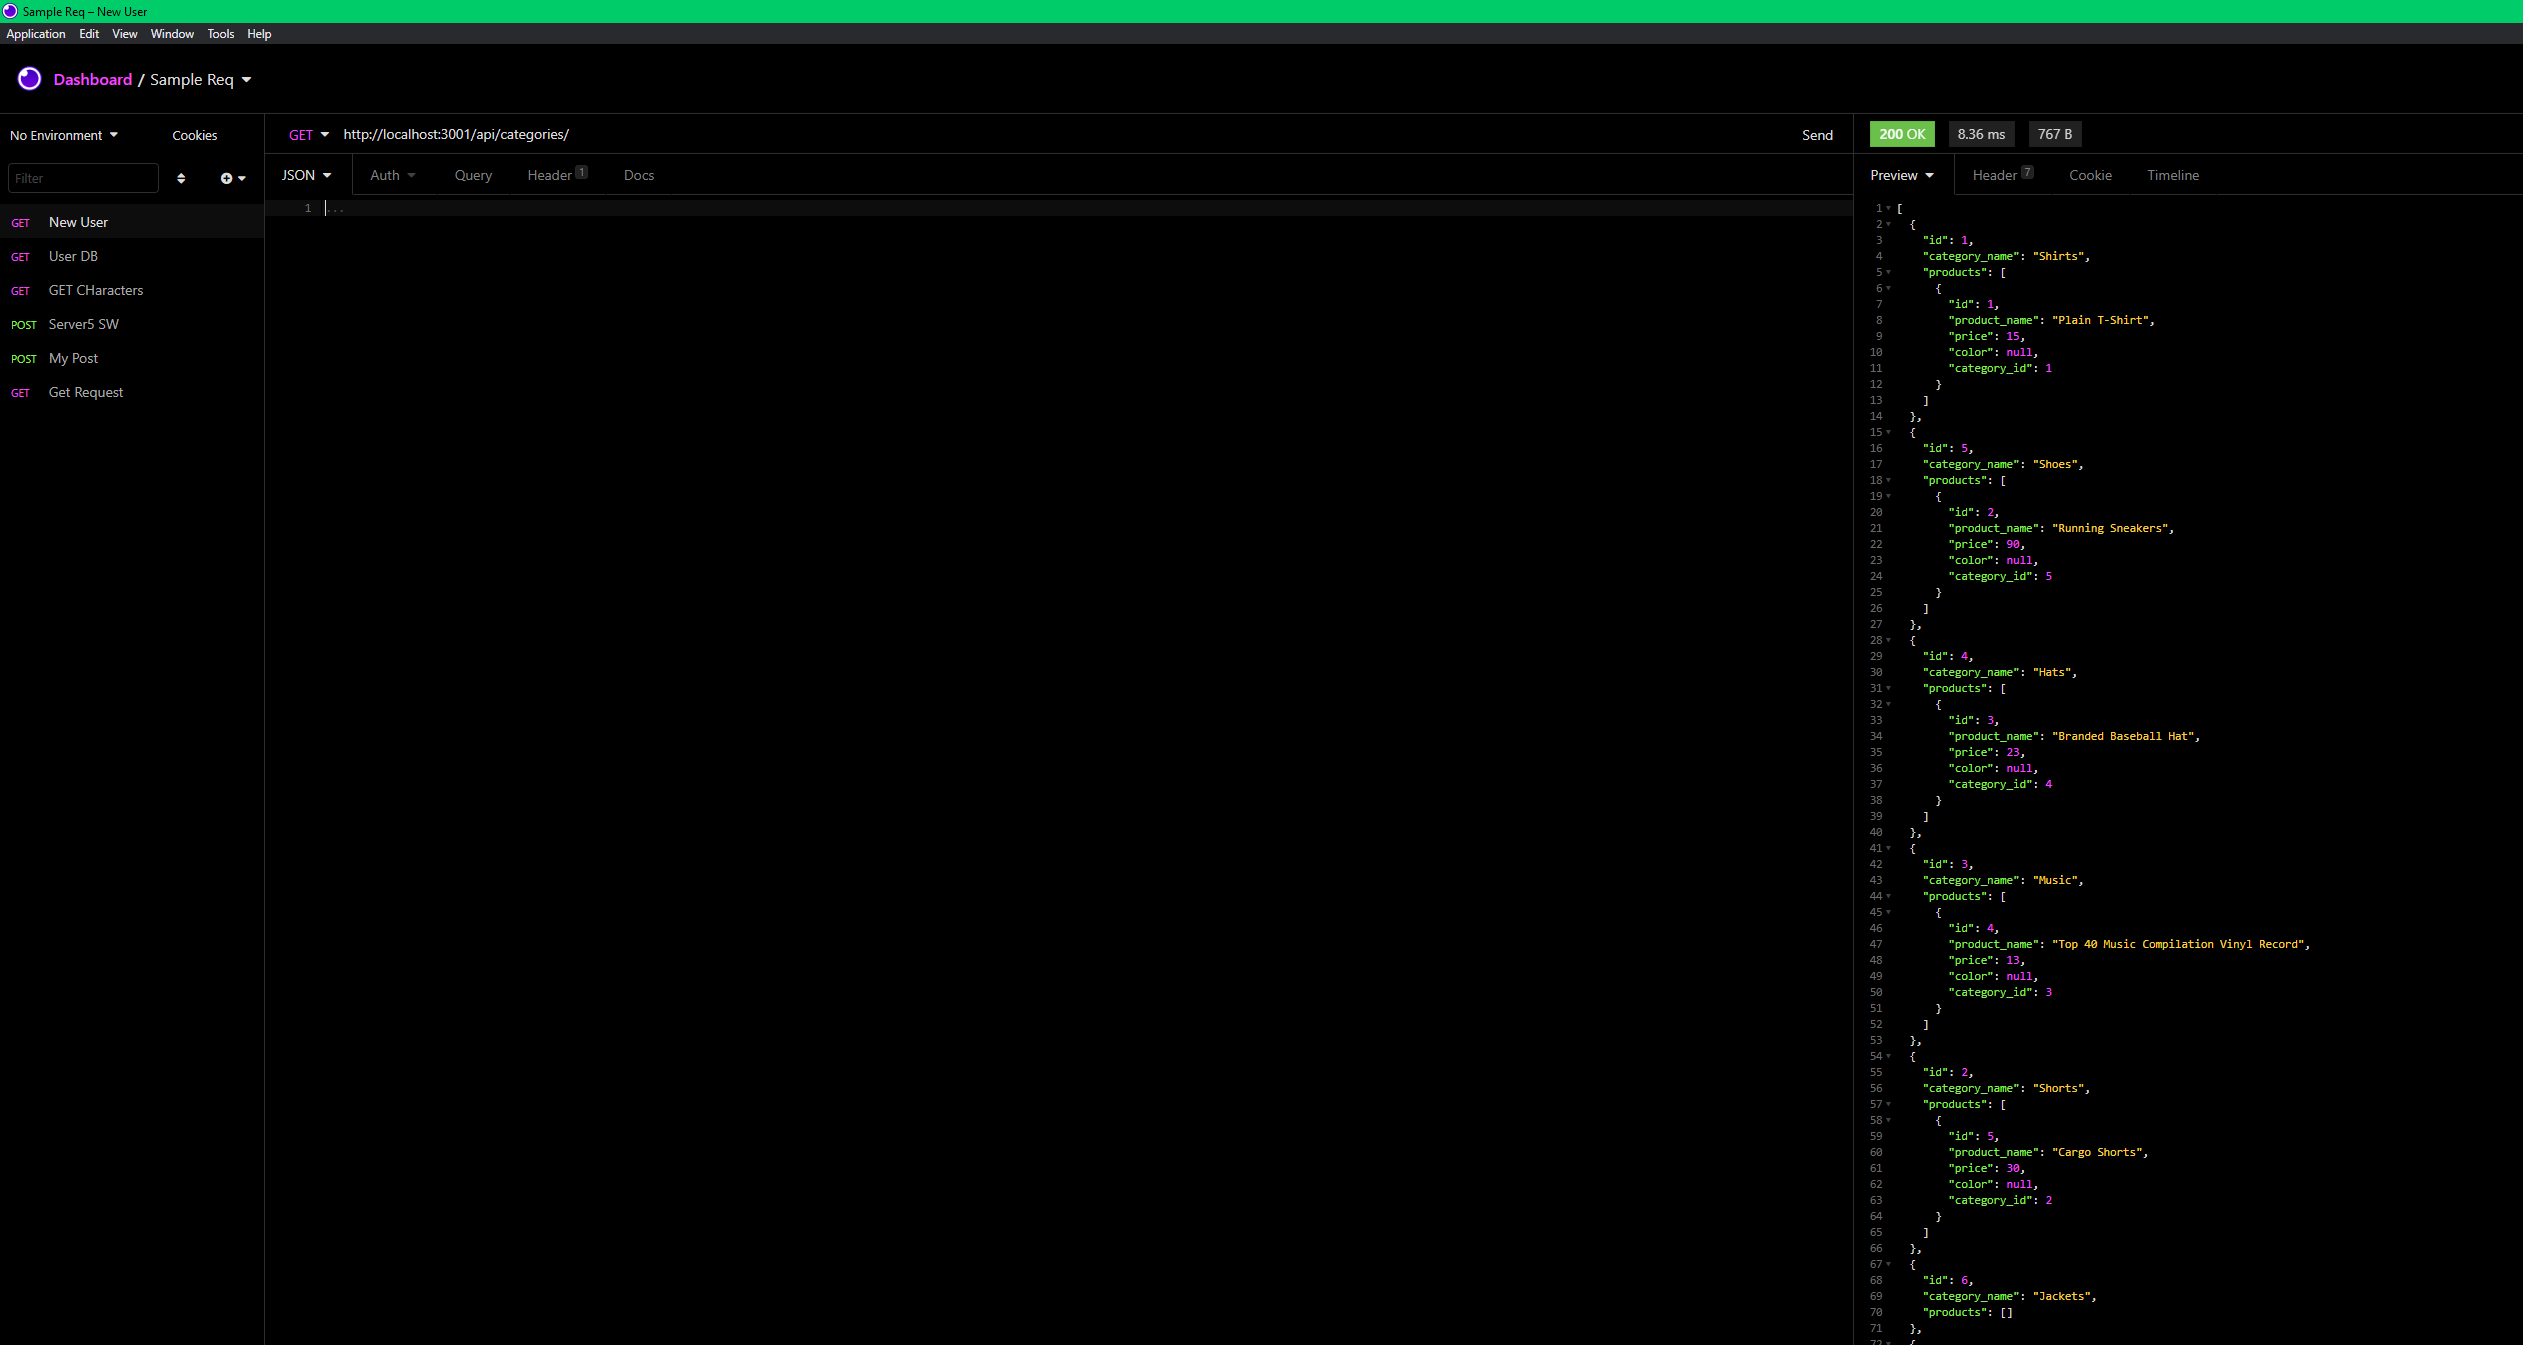 Sample Req – New User
Application Edit View Window Tools Help
Dashboard / Sample Req
No Environment Cookies
Filter
GET New User
GET User DB
GET GET CHaracters
POST Server5 SW
POST My Post
GET Get Request
GET http://localhost:3001/api/categories/ Send
JSON Auth Query Header 1 Docs
1 ...
200 OK 8.36 ms 767 B
Preview Header 7 Cookie Timeline
1 [
2 {
3 "id": 1,
4 "category_name": "Shirts",
5 "products": [
6 {
7 "id": 1,
8 "product_name": "Plain T-Shirt",
9 "price": 15,
10 "color": null,
11 "category_id": 1
12 }
13 ]
14 },
15 {
16 "id": 5,
17 "category_name": "Shoes",
18 "products": [
19 {
20 "id": 2,
21 "product_name": "Running Sneakers",
22 "price": 90,
23 "color": null,
24 "category_id": 5
25 }
26 ]
27 },
28 {
29 "id": 4,
30 "category_name": "Hats",
31 "products": [
32 {
33 "id": 3,
34 "product_name": "Branded Baseball Hat",
35 "price": 23,
36 "color": null,
37 "category_id": 4
38 }
39 ]
40 },
41 {
42 "id": 3,
43 "category_name": "Music",
44 "products": [
45 {
46 "id": 4,
47 "product_name": "Top 40 Music Compilation Vinyl Record",
48 "price": 13,
49 "color": null,
50 "category_id": 3
51 }
52 ]
53 },
54 {
55 "id": 2,
56 "category_name": "Shorts",
57 "products": [
58 {
59 "id": 5,
60 "product_name": "Cargo Shorts",
61 "price": 30,
62 "color": null,
63 "category_id": 2
64 }
65 ]
66 },
67 {
68 "id": 6,
69 "category_name": "Jackets",
70 "products": []
71 },
72 {